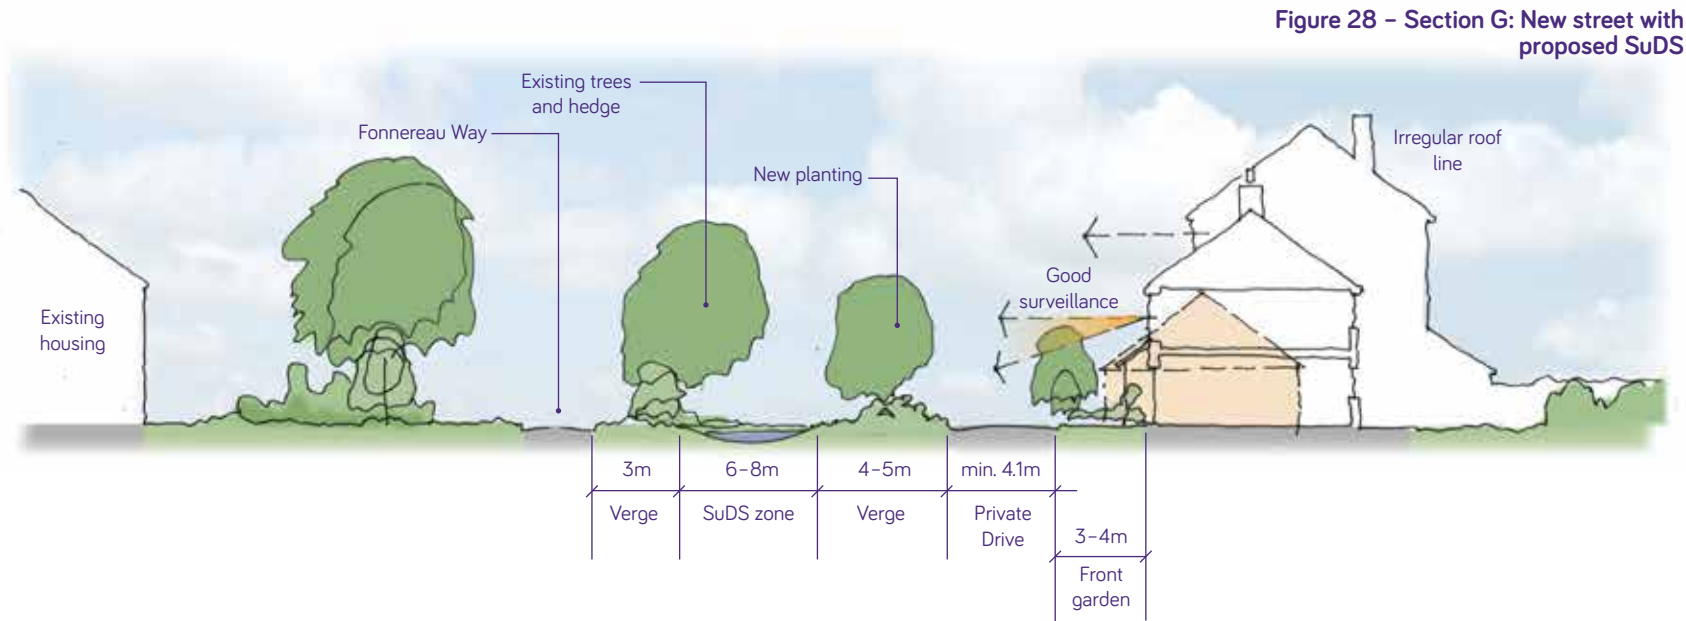 Figure 28 – Section G: New street with
proposed SuDS
Existing trees
and hedge
Fonnereau Way
New planting
Irregular roof
line
Good
surveillance
Existing
housing
3m
6–8m
4–5m
min. 4.1m
Verge
SuDS zone
Verge
Private
Drive
3–4m
Front
garden